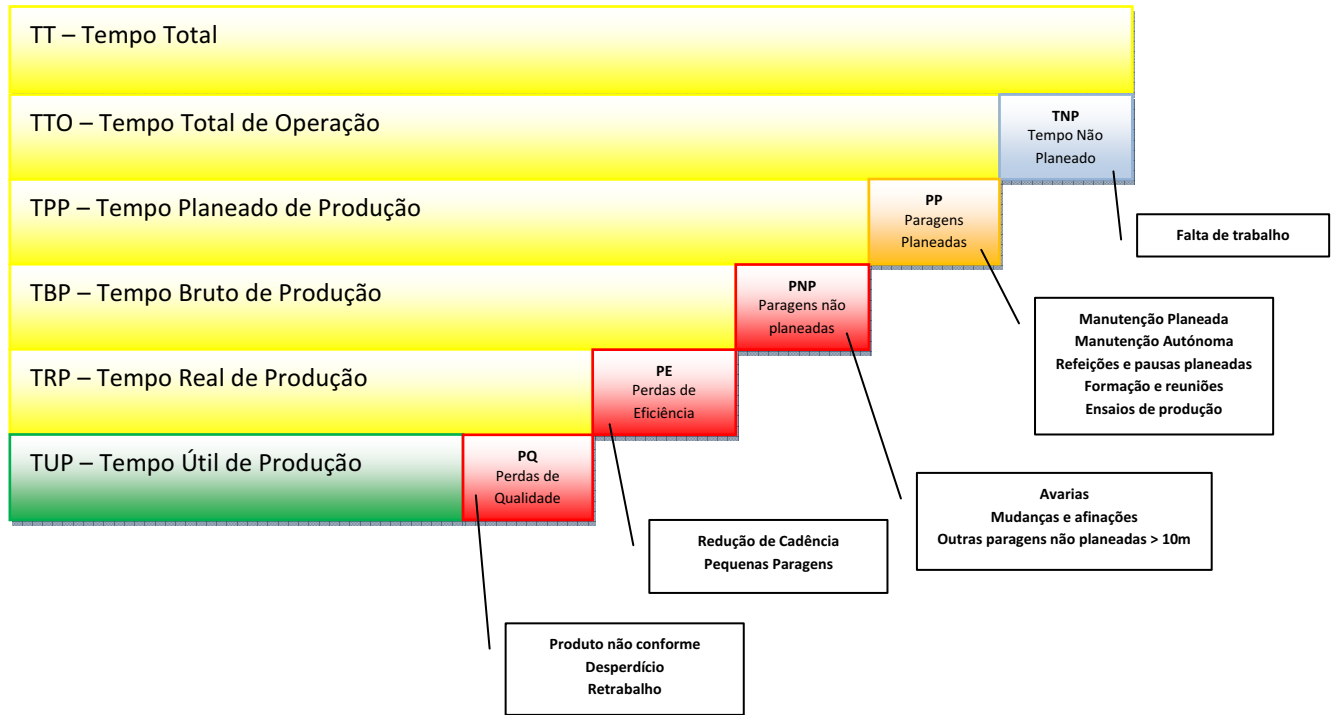 TT – Tempo Total
TTO – Tempo Total de Operação
TNP
Tempo Não
Planeado
TPP – Tempo Planeado de Produção
PP
Paragens
Planeadas
Falta de trabalho
TBP – Tempo Bruto de Produção
PNP
Paragens não
planeadas
Manutenção Planeada
Manutenção Autónoma
Refeições e pausas planeadas
Formação e reuniões
Ensaios de produção
TRP – Tempo Real de Produção
PE
Perdas de
Eficiência
TUP – Tempo Útil de Produção
PQ
Perdas de
Qualidade
Avarias
Mudanças e afinações
Outras paragens não planeadas > 10m
Redução de Cadência
Pequenas Paragens
Produto não conforme
Desperdício
Retrabalho